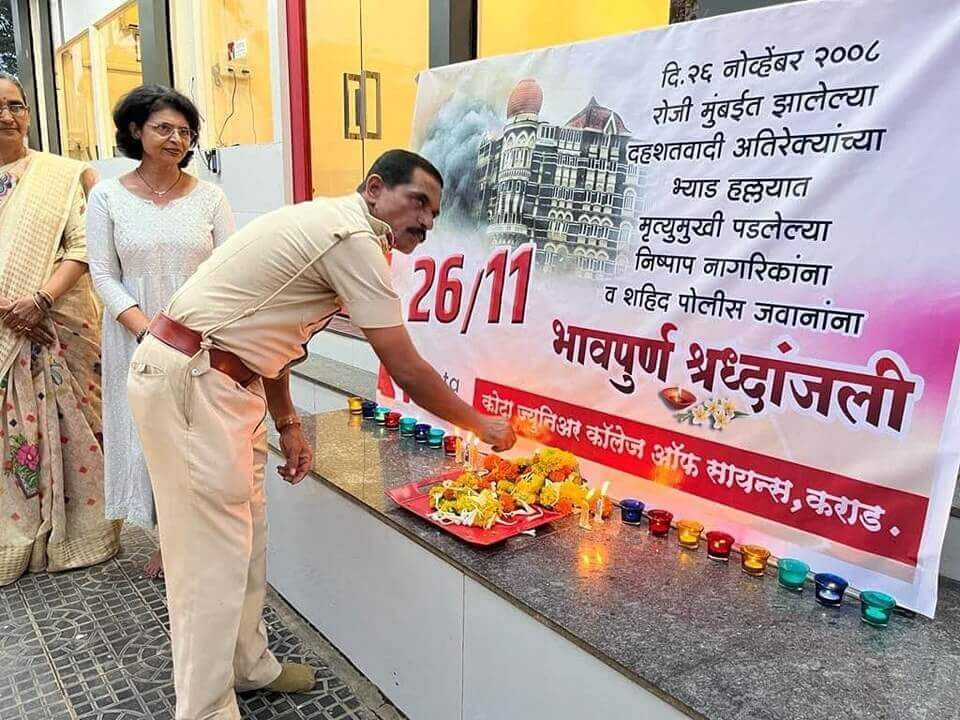 दि.२६ नोव्हेंबर २००८
रोजी मुंबईत झालेल्या
दहशतवादी अतिरेक्यांच्या
भ्याड हल्लयात
मृत्युमुखी पडलेल्या
निष्पाप नागरिकांना
व शहिद पोलीस जवानांना
26/11
भावपुर्ण श्रध्दांजली
कोटा ज्युनिअर कॉलेज ऑफ सायन्स, कराड .